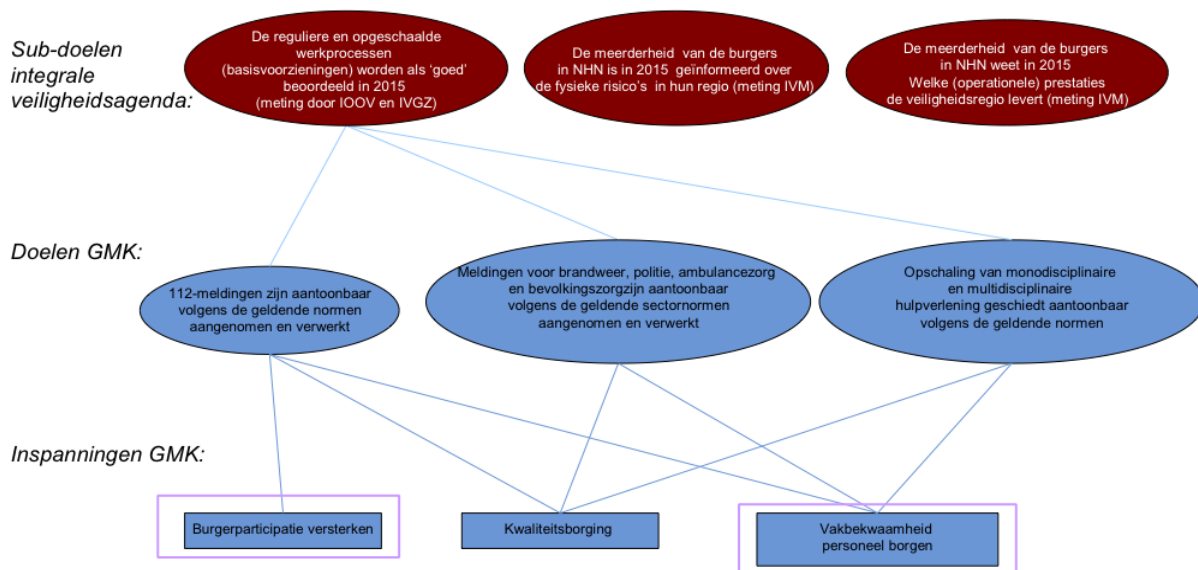 Sub-doelen
integrale
veiligheidsagenda:
De reguliere en opgeschaalde
werkprocessen
(basisvoorzieningen) worden als ‘goed’
beoordeeld in 2015
(meting door IOOV en IVGZ)
De meerderheid van de burgers
in NHN is in 2015 geïnformeerd over
de fysieke risico’s in hun regio (meting IVM)
De meerderheid van de burgers
in NHN weet in 2015
Welke (operationele) prestaties
de veiligheidsregio levert (meting IVM)
Doelen GMK:
112-meldingen zijn aantoonbaar
volgens de geldende normen
aangenomen en verwerkt
Meldingen voor brandweer, politie, ambulancezorg
en bevolkingszorgzijn aantoonbaar
volgens de geldende sectornormen
aangenomen en verwerkt
Opschaling van monodisciplinaire
en multidisciplinaire
hulpverlening geschiedt aantoonbaar
volgens de geldende normen
Inspanningen GMK:
Burgerparticipatie versterken
Kwaliteitsborging
Vakbekwaamheid
personeel borgen